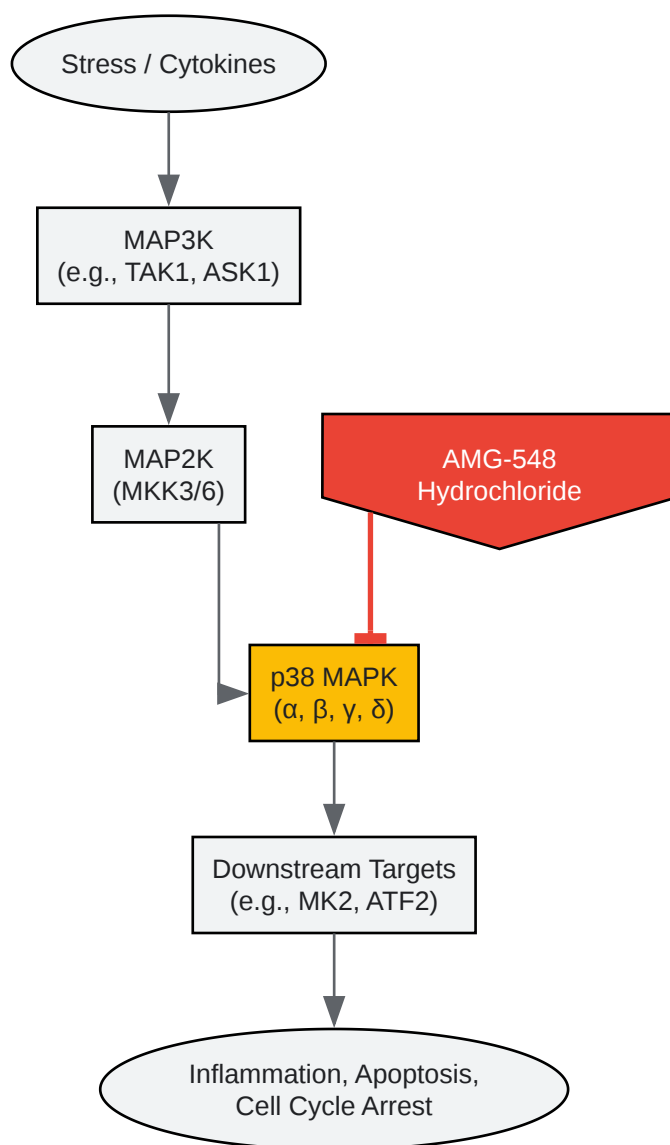 Stress / Cytokines
MAP3K
(e.g., TAK1, ASK1)
MAP2K
(MKK3/6)
AMG-548
Hydrochloride
p38 MAPK
(α, β, γ, δ)
Downstream Targets
(e.g., MK2, ATF2)
Inflammation, Apoptosis,
Cell Cycle Arrest